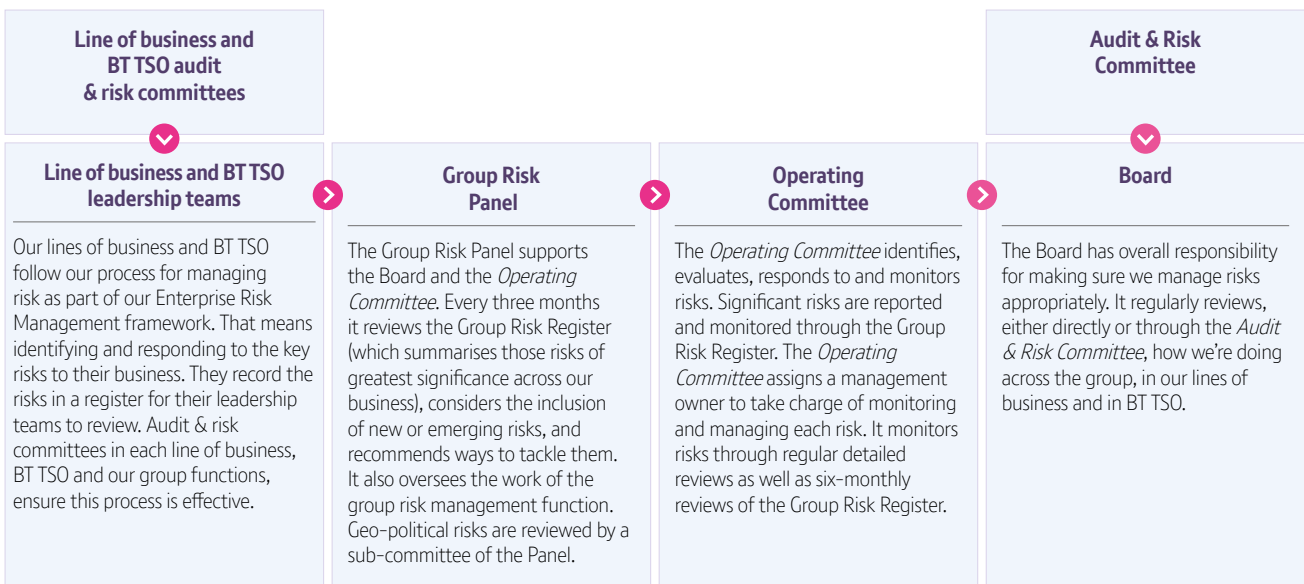 Line of business and
BT TSO audit
& risk committees
Audit & Risk
Committee
Line of business and BT TSO
leadership teams
Our lines of business and BT TSO
follow our process for managing
risk as part of our Enterprise Risk
Management framework. That means
identifying and responding to the key
risks to their business. They record the
risks in a register for their leadership
teams to review. Audit & risk
committees in each line of business,
BT TSO and our group functions,
ensure this process is effective.
Group Risk
Panel
The Group Risk Panel supports
the Board and the Operating
Committee. Every three months
it reviews the Group Risk Register
(which summarises those risks of
greatest significance across our
business), considers the inclusion
of new or emerging risks, and
recommends ways to tackle them.
It also oversees the work of the
group risk management function.
Geo-political risks are reviewed by a
sub-committee of the Panel.
Operating
Committee
The Operating Committee identifies,
evaluates, responds to and monitors
risks. Significant risks are reported
and monitored through the Group
Risk Register. The Operating
Committee assigns a management
owner to take charge of monitoring
and managing each risk. It monitors
risks through regular detailed
reviews as well as six-monthly
reviews of the Group Risk Register.
Board
The Board has overall responsibility
for making sure we manage risks
appropriately. It regularly reviews,
either directly or through the Audit
& Risk Committee, how we're doing
across the group, in our lines of
business and in BT TSO.